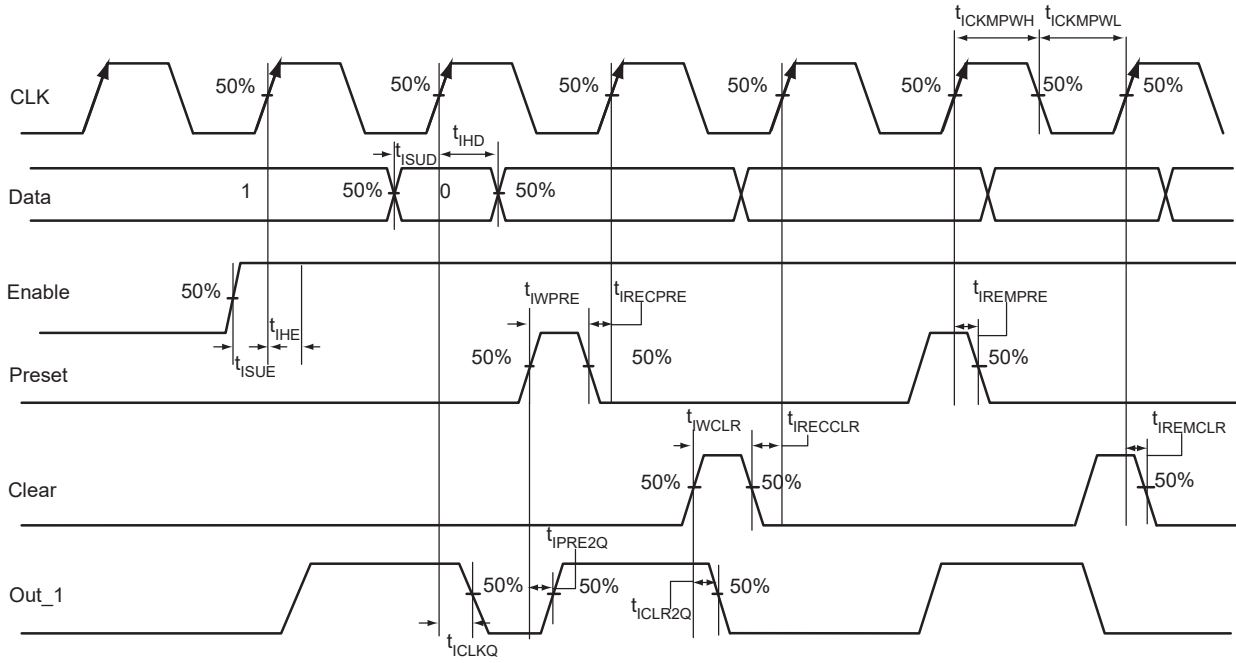 tICKMPWH tICKMPWL
CLK 50% 50% 50% 50% 50% 50% 50%
tISUD tIHD
Data 1 50% 0 50%
Enable 50% tIHE tISUE
tIWPRE tIRECPRE tIREMPRE
Preset 50% 50% 50%
tIWCLR tIRECCLR tIREMCLR
Clear 50% 50% 50%
tIPRE2Q
Out_1 50% 50% tICLR2Q 50%
tICLKQ